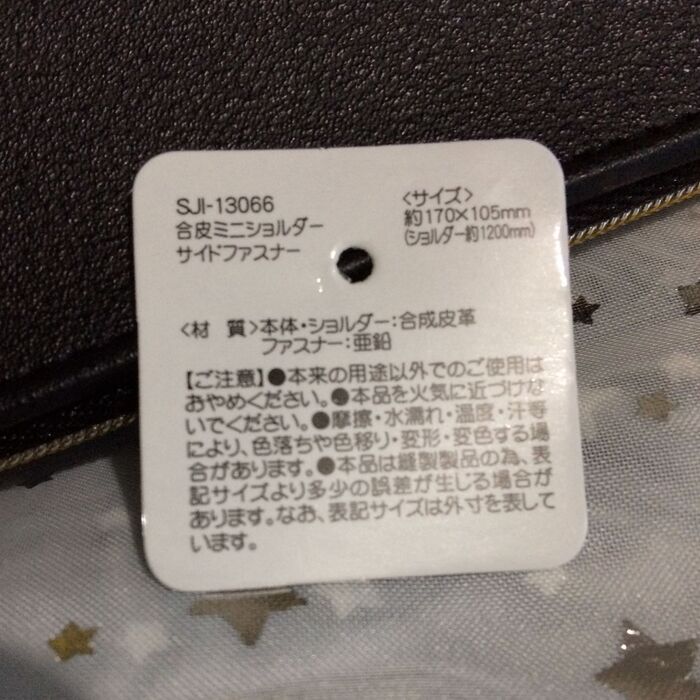 SJI-13066
合皮ミニショルダー
サイドファスナー
<サイズ>
約170×105mm
(ショルダー約1200mm)
<材 質>本体・ショルダー:合成皮革
ファスナー:亜鉛
【ご注意】●本来の用途以外でのご使用は
おやめください。●本品を火気に近づけな
いでください。●摩擦・水濡れ・温度・汗等
により、色落ちや色移り・変形・変色する場
合があります。●本品は縫製製品の為、表
記サイズより多少の誤差が生じる場合が
あります。なお、表記サイズは外寸を表して
います。